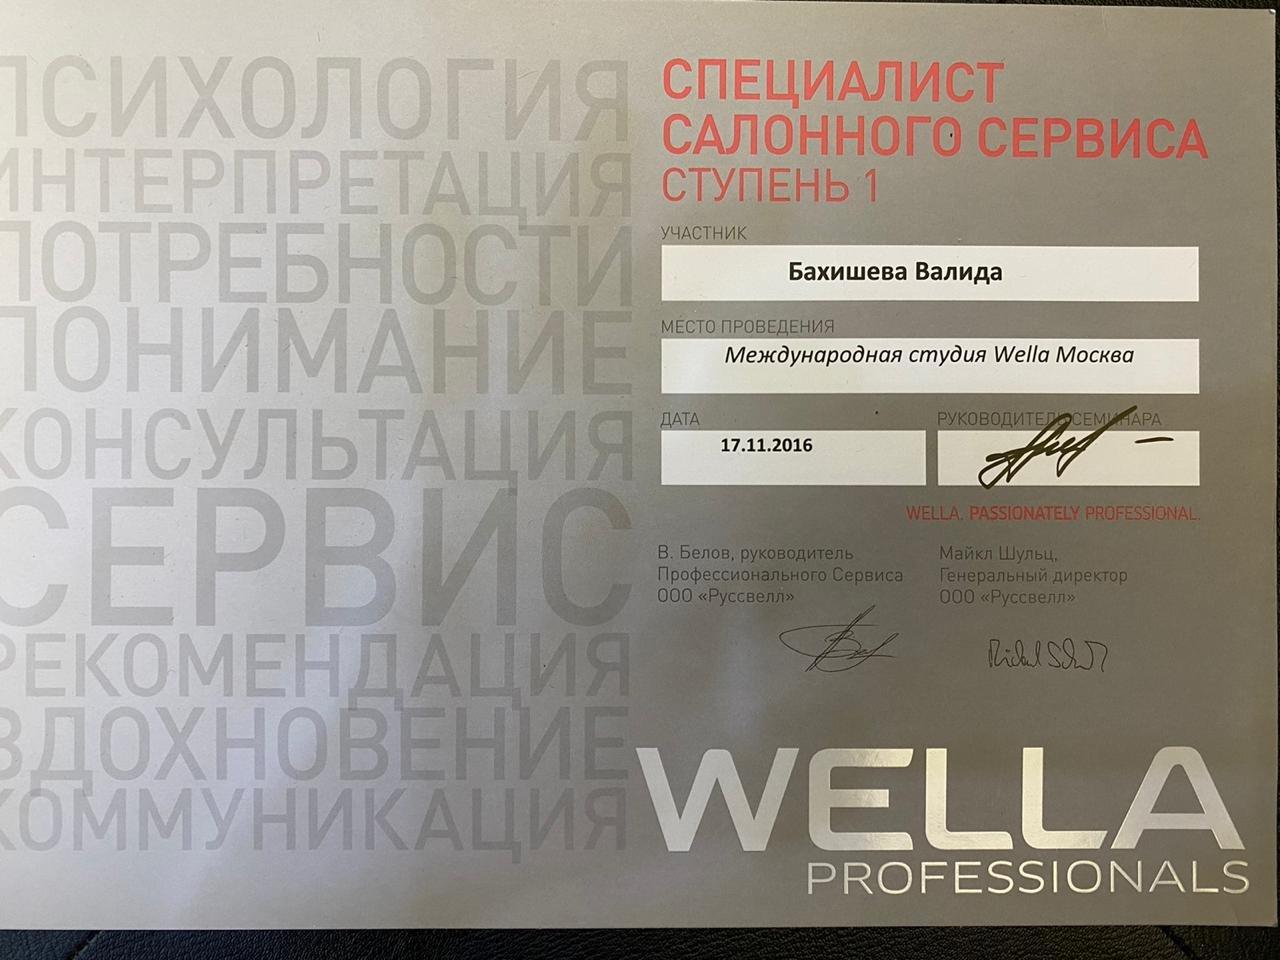 ПСИХОЛОГИЯ
ИНТЕРПРЕТАЦИЯ
ПОТРЕБНОСТИ
ПОНИМАНИЕ
КОНСУЛЬТАЦИЯ
СЕРВИС
РЕКОМЕНДАЦИЯ
ВДОХНОВЕНИЕ
КОММУНИКАЦИЯ
СПЕЦИАЛИСТ
САЛОННОГО СЕРВИСА
СТУПЕНЬ 1
УЧАСТНИК
Бахишева Валида
МЕСТО ПРОВЕДЕНИЯ
Международная студия Wella Москва
ДАТА
17.11.2016
РУКОВОДИТЕЛЬ СЕМИНАРА
WELLA. PASSIONATELY PROFESSIONAL.
В. Белов, руководитель
Профессионального Сервиса
ООО «Руссвелл»
Майкл Шульц,
Генеральный директор
ООО «Руссвелл»
WELLA
PROFESSIONALS